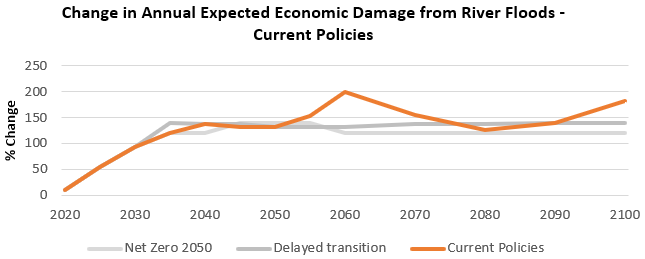 Change in Annual Expected Economic Damage from River Floods -
Current Policies
% Change
250
200
150
100
50
0
2020 2030 2040 2050 2060 2070 2080 2090 2100
Net Zero 2050 Delayed transition Current Policies